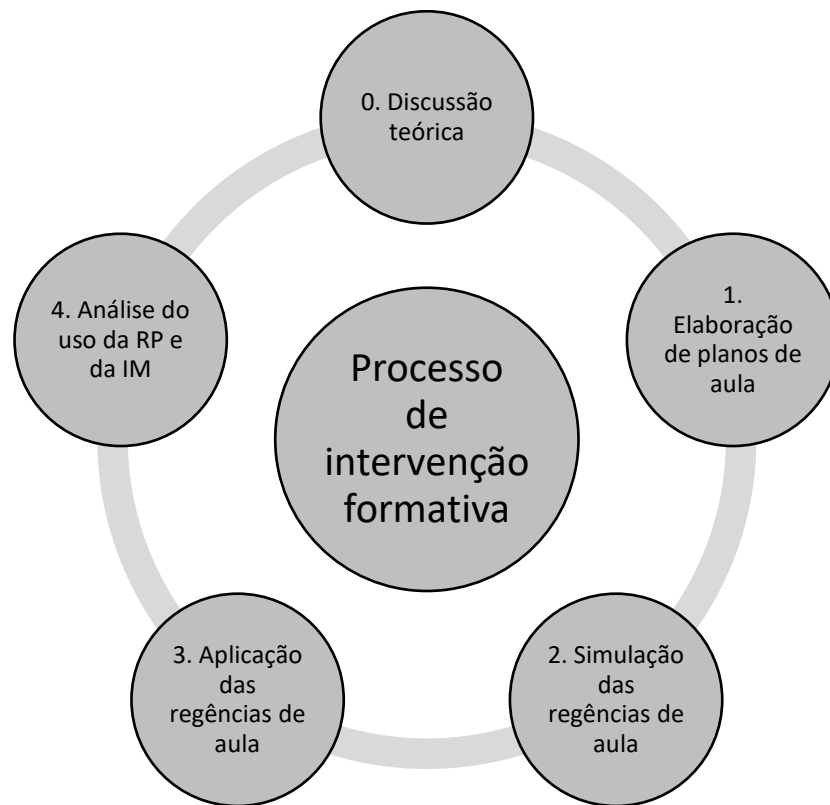 0. Discussão
teórica
1.
Elaboração
de planos de
aula
2. Simulação
das
regências de
aula
3. Aplicação
das
regências de
aula
4. Análise do
uso da RP e
da IM
Processo
de
intervenção
formativa